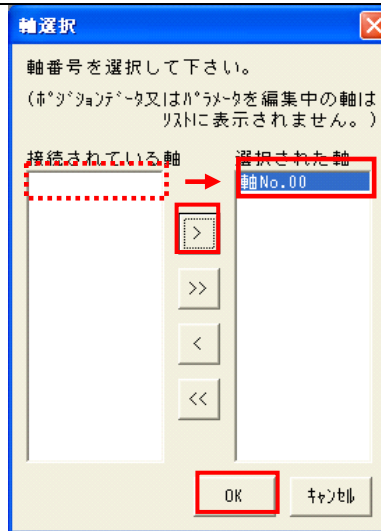 軸選択
軸番号を選択して下さい。
(ﾎﾟｼﾞｼｮﾝﾃﾞｰﾀ又はﾊﾟﾗﾒｰﾀを編集中の軸は
ﾘｽﾄに表示されません。)
接続されている軸 選択された軸
軸No.00
>
>>
<
<<
OK ｷｬﾝｾﾙ